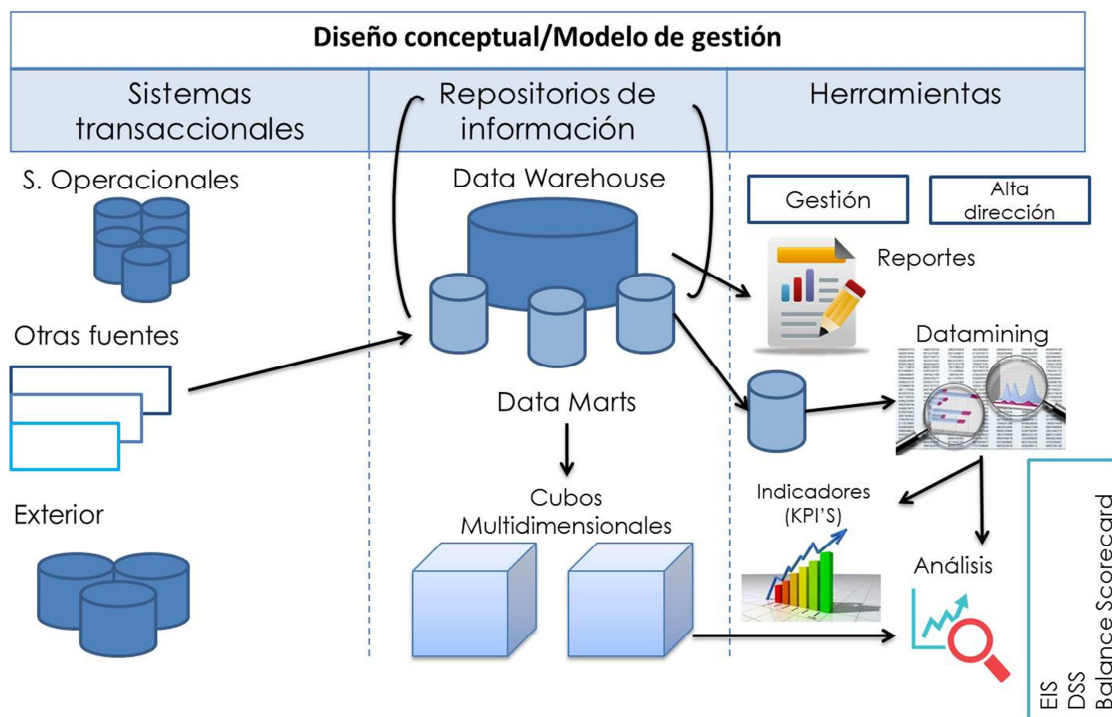 Diseño conceptual/Modelo de gestión
Sistemas
transaccionales
Repositorios de
información
Herramientas
S. Operacionales
Data Warehouse
Gestión
Alta
dirección
Reportes
Otras fuentes
Datamining
Data Marts
Exterior
Cubos
Multidimensionales
Indicadores
(KPI'S)
Análisis
EIS
DSS
Balance Scorecard